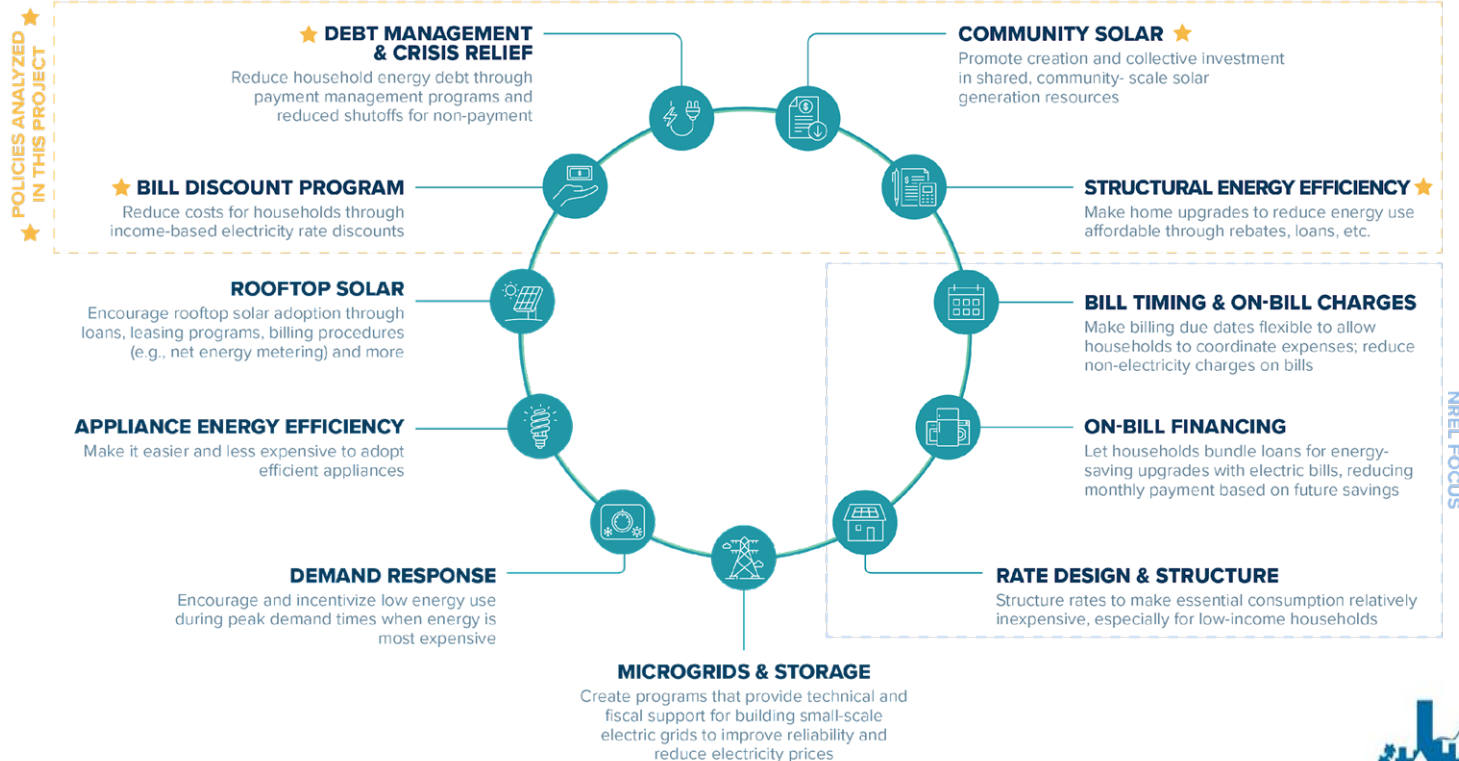 POLICIES ANALYZED
IN THIS PROJECT
DEBT MANAGEMENT
& CRISIS RELIEF
Reduce household energy debt through
payment management programs and
reduced shutoffs for non-payment
COMMUNITY SOLAR
Promote creation and collective investment
in shared, community- scale solar
generation resources
BILL DISCOUNT PROGRAM
Reduce costs for households through
income-based electricity rate discounts
STRUCTURAL ENERGY EFFICIENCY
Make home upgrades to reduce energy use
affordable through rebates, loans, etc.
ROOFTOP SOLAR
Encourage rooftop solar adoption through
loans, leasing programs, billing procedures
(e.g., net energy metering) and more
BILL TIMING & ON-BILL CHARGES
Make billing due dates flexible to allow
households to coordinate expenses; reduce
non-electricity charges on bills
APPLIANCE ENERGY EFFICIENCY
Make it easier and less expensive to adopt
efficient appliances
ON-BILL FINANCING
Let households bundle loans for energy-
saving upgrades with electric bills, reducing
monthly payment based on future savings
NREL FOCUS
DEMAND RESPONSE
Encourage and incentivize low energy use
during peak demand times when energy is
most expensive
RATE DESIGN & STRUCTURE
Structure rates to make essential consumption relatively
inexpensive, especially for low-income households
MICROGRIDS & STORAGE
Create programs that provide technical and
fiscal support for building small-scale
electric grids to improve reliability and
reduce electricity prices